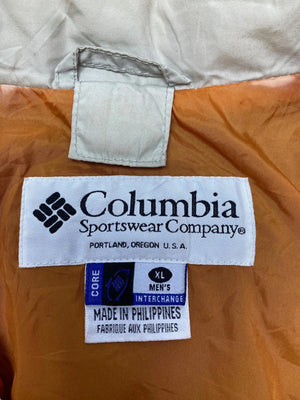 Columbia
Sportswear Company®
PORTLAND, OREGON U.S.A.
CORE
XL
MEN'S
INTERCHANGE
MADE IN PHILIPPINES
FABRIQUE AUX PHILIPPINES